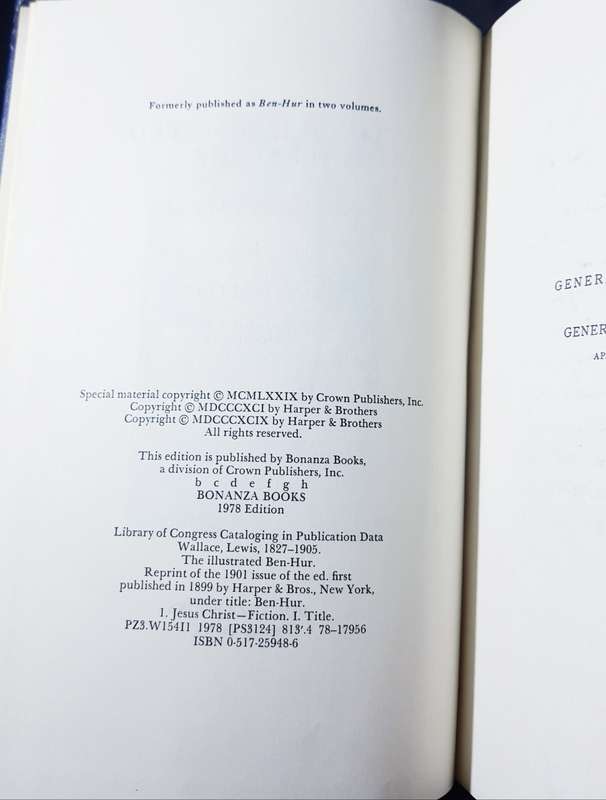 Formerly published as Ben-Hur in two volumes.
Special material copyright © MCMLXXIX by Crown Publishers, Inc.
Copyright © MDCCCXCI by Harper & Brothers
Copyright © MDCCCXCIX by Harper & Brothers
All rights reserved.
This edition is published by Bonanza Books,
a division of Crown Publishers, Inc.
b c d e f g h
BONANZA BOOKS
1978 Edition
Library of Congress Cataloging in Publication Data
Wallace, Lewis, 1827–1905.
The illustrated Ben-Hur.
Reprint of the 1901 issue of the ed. first
published in 1899 by Harper & Bros., New York,
under title: Ben-Hur.
1. Jesus Christ—Fiction. I. Title.
PZ3.W154I1 1978 [PS3124] 813'.4 78-17956
ISBN 0-517-25948-6
GENER
GENER
AP